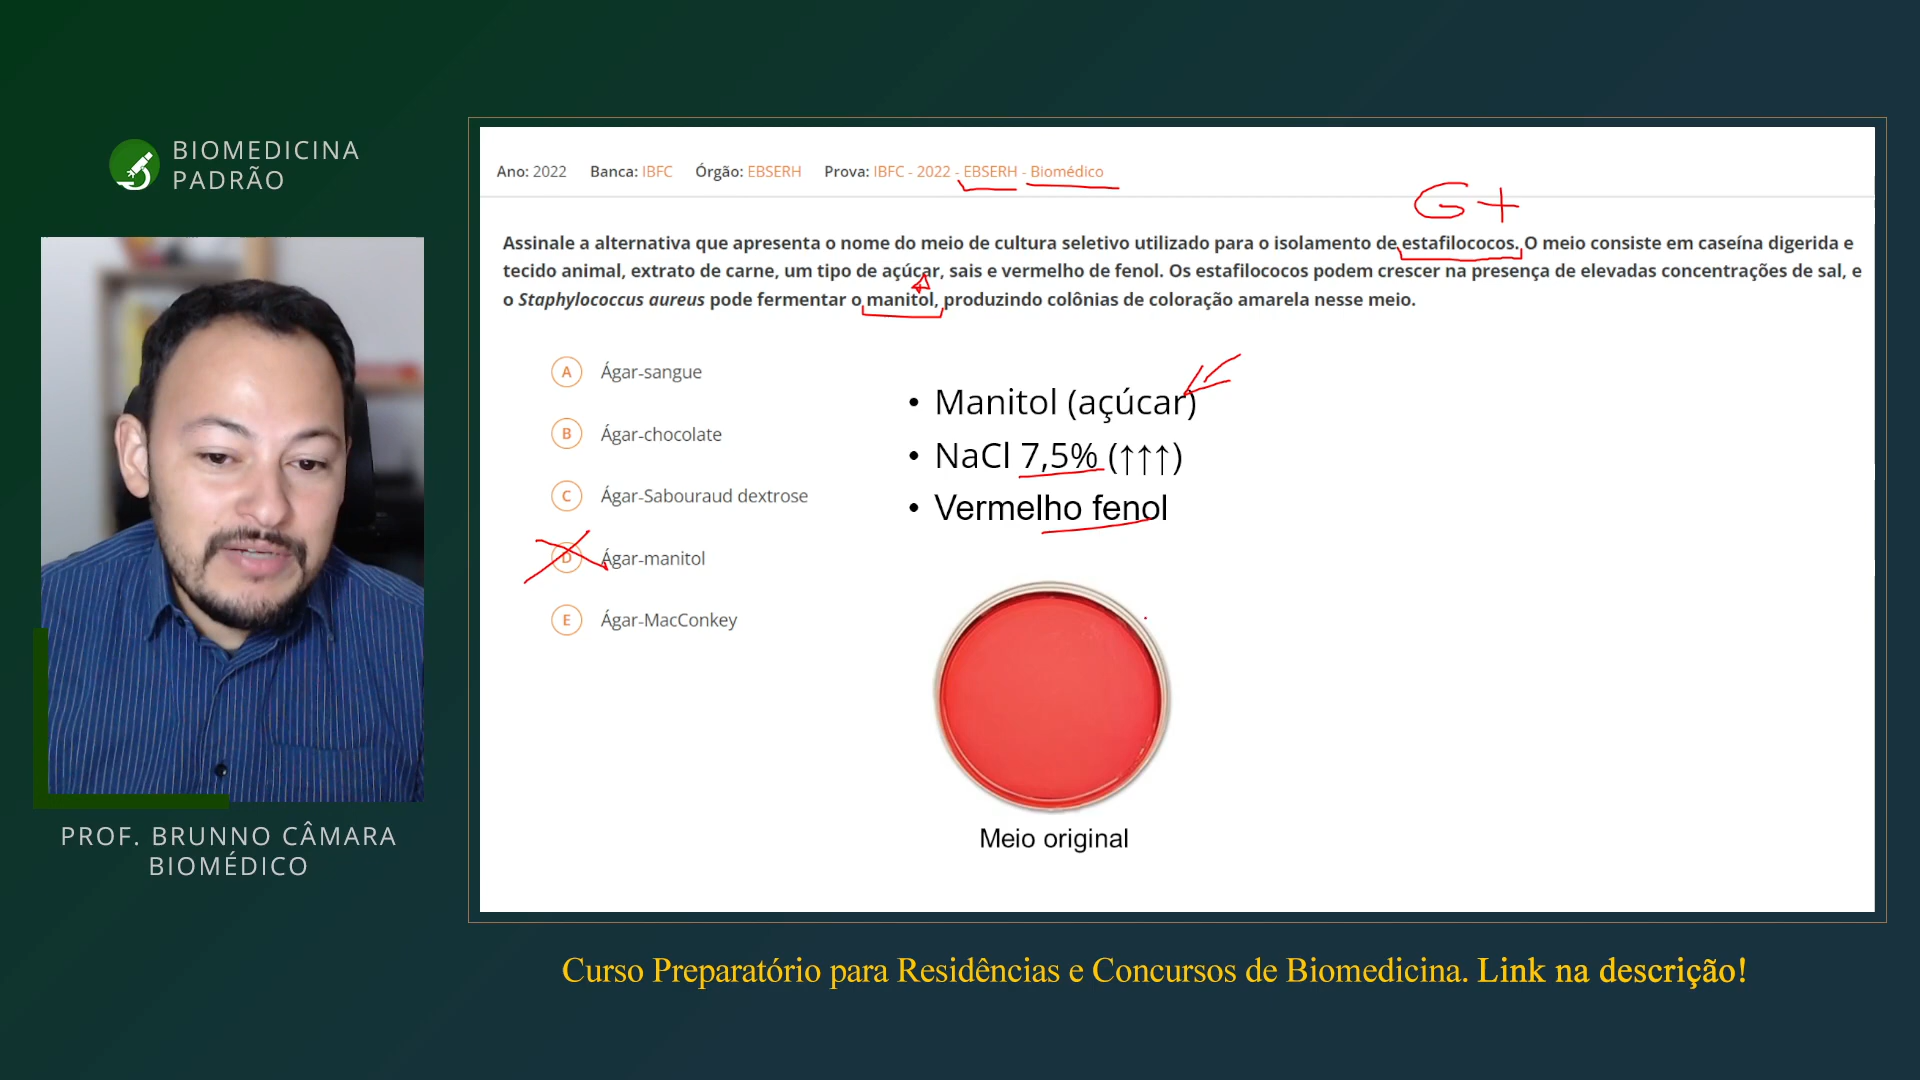 BIOMEDICINA
PADRÃO
Ano: 2022 Banca: IBFC Órgão: EBSERH Prova: IBFC - 2022 - EBSERH - Biomédico
G+
Assinale a alternativa que apresenta o nome do meio de cultura seletivo utilizado para o isolamento de estafilococos. O meio consiste em caseína digerida e
tecido animal, extrato de carne, um tipo de açúcar, sais e vermelho de fenol. Os estafilococos podem crescer na presença de elevadas concentrações de sal, e
o Staphylococcus aureus pode fermentar o manitol, produzindo colônias de coloração amarela nesse meio.
A Ágar-sangue
B Ágar-chocolate
C Ágar-Sabouraud dextrose
D Ágar-manitol
E Ágar-MacConkey
• Manitol (açúcar)
• NaCl 7,5% (↑↑↑)
• Vermelho fenol
Meio original
PROF. BRUNNO CÂMARA
BIOMÉDICO
Curso Preparatório para Residências e Concursos de Biomedicina. Link na descrição!